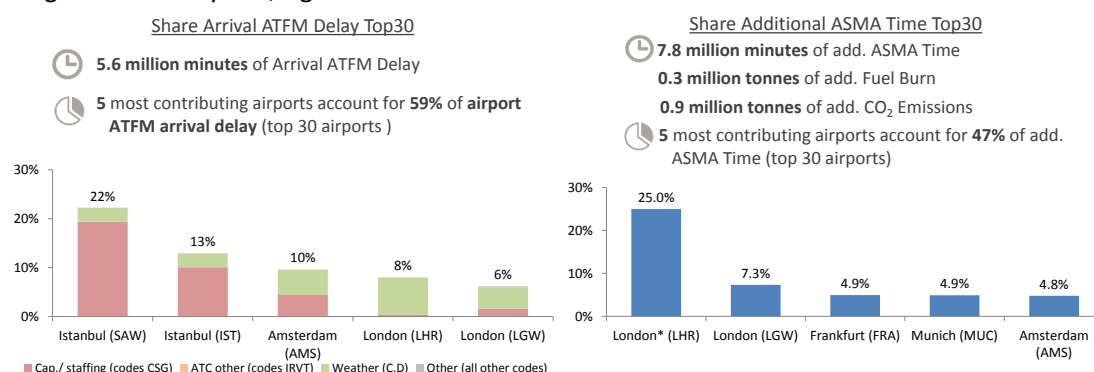 Share Arrival ATFM Delay Top30
5.6 million minutes of Arrival ATFM Delay
5 most contributing airports account for 59% of airport
ATFM arrival delay (top 30 airports )
30%
20%
10%
0%
22%
13%
10%
8%
6%
Istanbul (SAW)
Istanbul (IST)
Amsterdam
(AMS)
London (LHR)
London (LGW)
Cap./ staffing (codes CSG)
ATC other (codes IRVT)
Weather (C,D)
Other (all other codes)
Share Additional ASMA Time Top30
7.8 million minutes of add. ASMA Time
0.3 million tonnes of add. Fuel Burn
0.9 million tonnes of add. CO2 Emissions
5 most contributing airports account for 47% of add.
ASMA Time (top 30 airports)
30%
20%
10%
0%
25.0%
7.3%
4.9%
4.9%
4.8%
London* (LHR)
London (LGW)
Frankfurt (FRA)
Munich (MUC)
Amsterdam
(AMS)